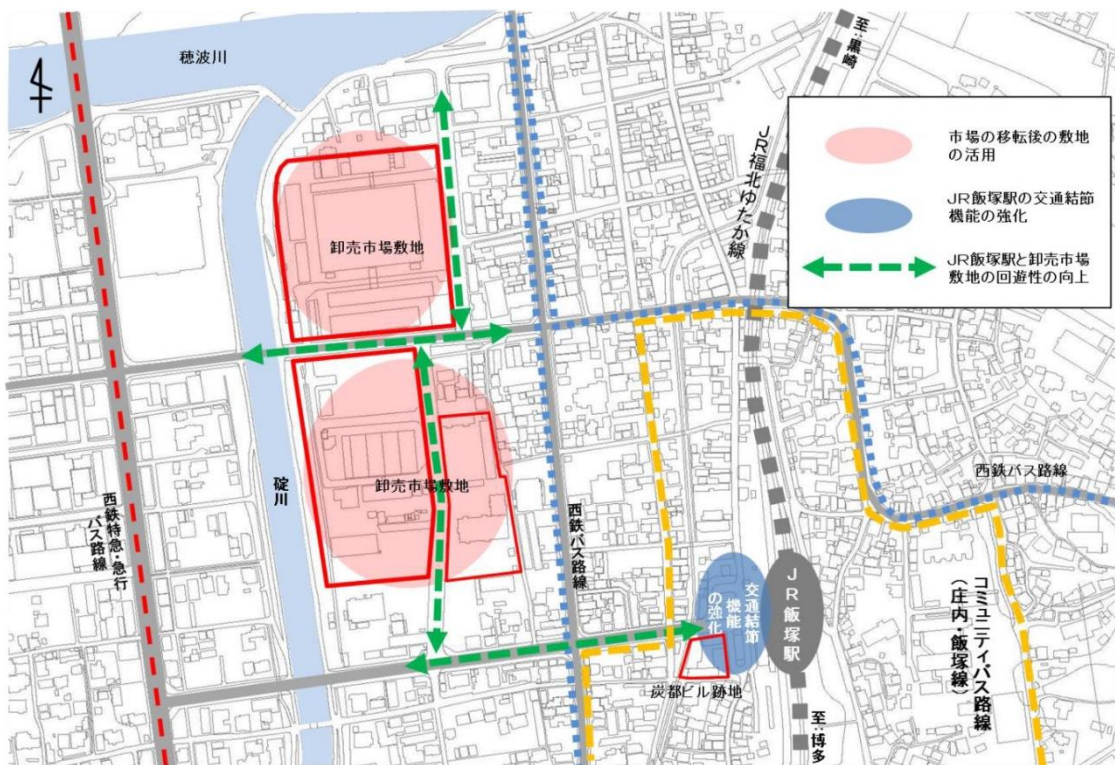 穂波川
至:黒崎
市場の移転後の敷地
の活用
JR飯塚駅の交通結節
機能の強化
JR飯塚駅と卸売市場
敷地の回遊性の向上
JR福北ゆたか線
卸売市場敷地
卸売市場敷地
碇川
西鉄特急・急行
バス路線
西鉄バス路線
西鉄バス路線
交通結節
機能
の強化
JR飯塚駅
炭都ビル跡地
コミュニティバス路線
(庄内・飯塚線)
至:博多